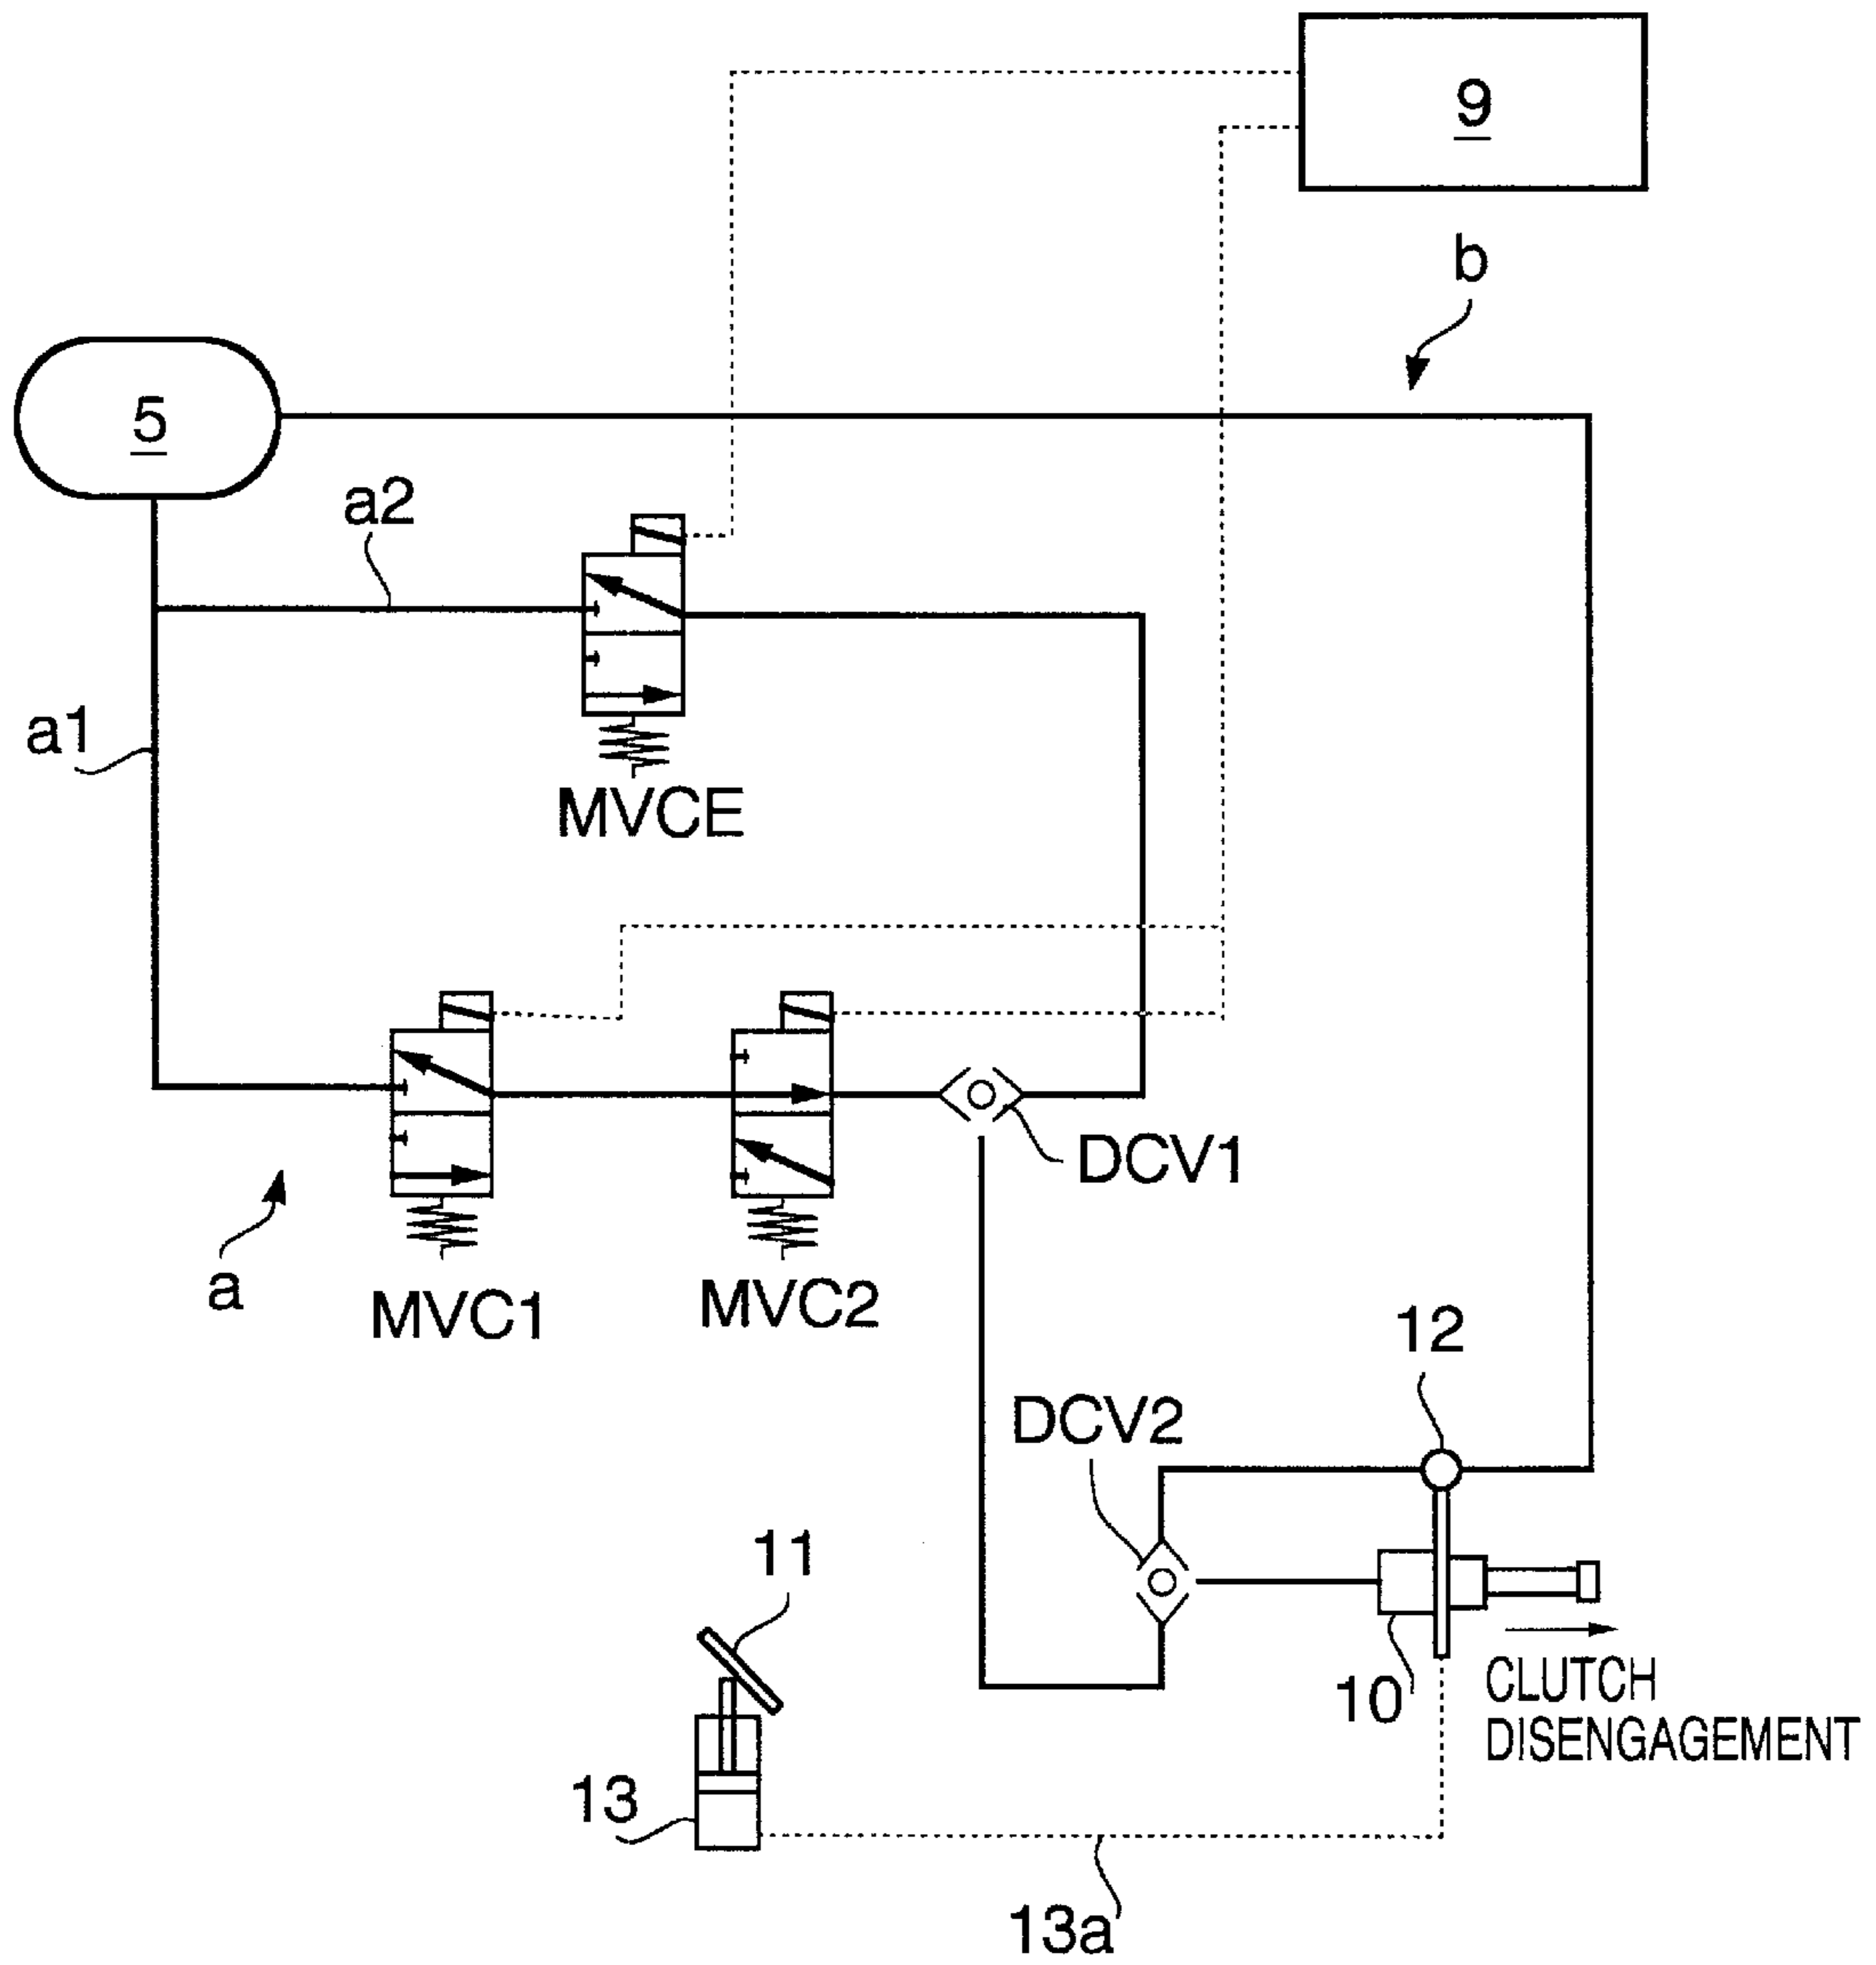 9
b
5
a2
a1
MVCE
DCV1
a
MVC1
MVC2
12
DCV2
11
10
CLUTCH
DISENGAGEMENT
13
13a